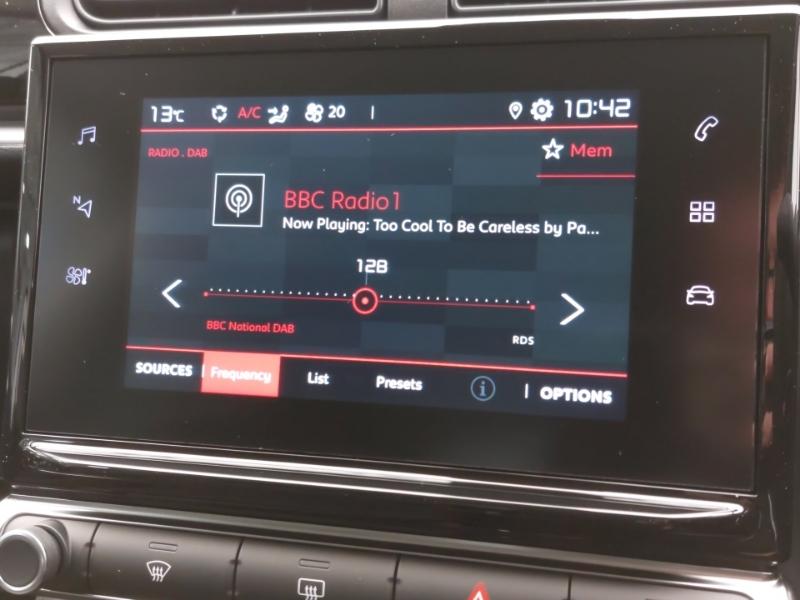 13°C A/C 20 | 10:42
RADIO . DAB
Mem
BBC Radio 1
Now Playing: Too Cool To Be Careless by Pa...
12B
BBC National DAB
RDS
SOURCES | Frequency List Presets i | OPTIONS
N